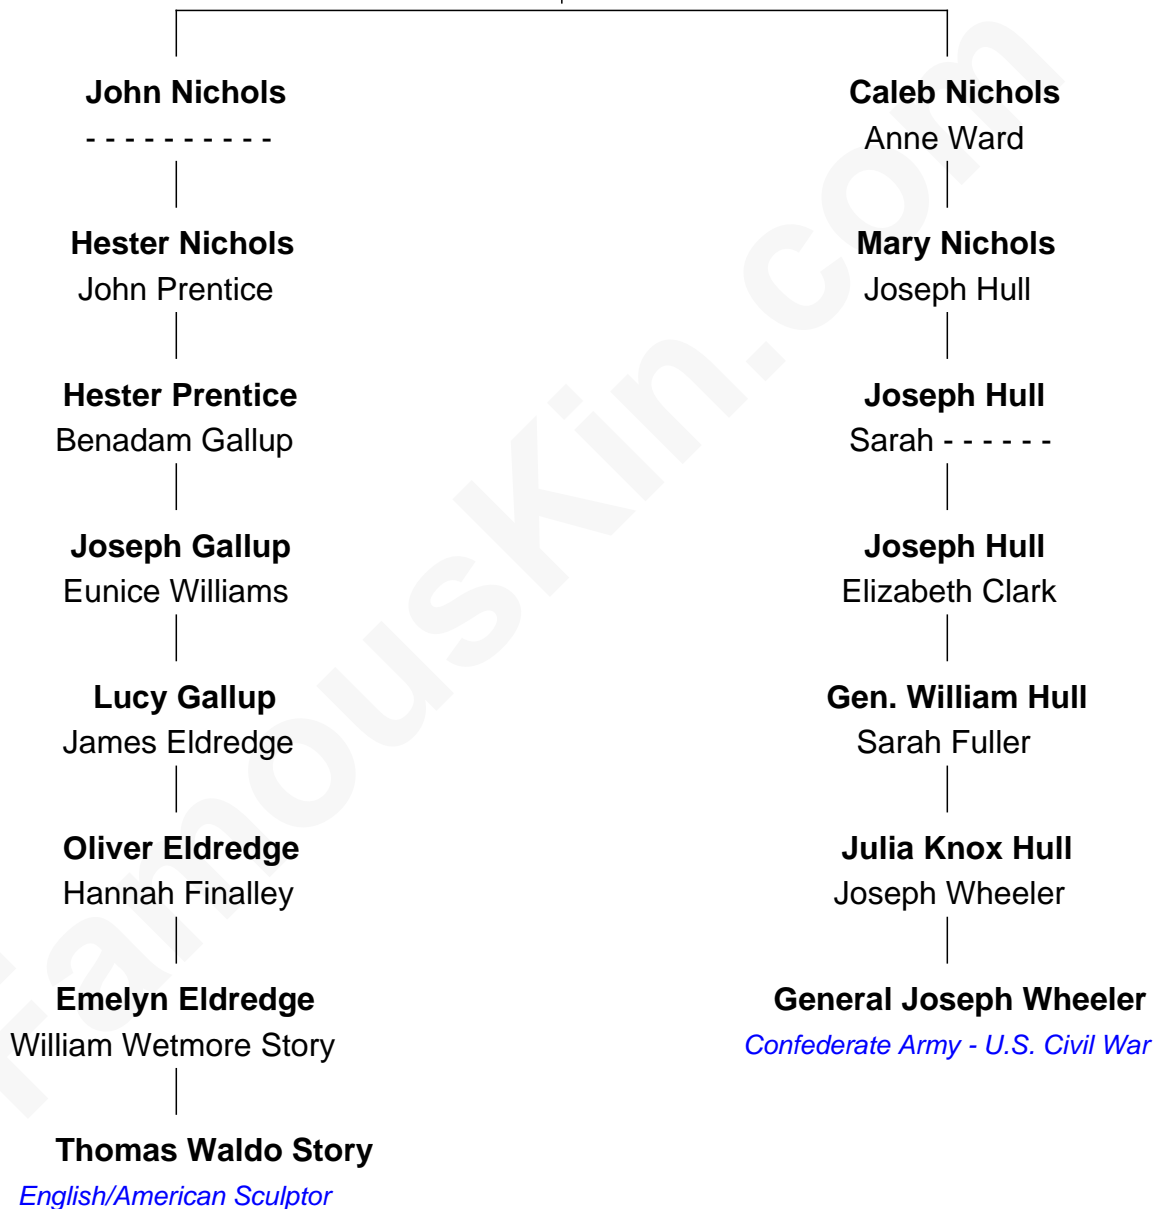 John Nichols
- - - - - - - - - -
Hester Nichols
John Prentice
Hester Prentice
Benadam Gallup
Joseph Gallup
Eunice Williams
Lucy Gallup
James Eldredge
Oliver Eldredge
Hannah Finalley
Emelyn Eldredge
William Wetmore Story
Thomas Waldo Story
English/American Sculptor
Caleb Nichols
Anne Ward
Mary Nichols
Joseph Hull
Joseph Hull
Sarah - - - - - -
Joseph Hull
Elizabeth Clark
Gen. William Hull
Sarah Fuller
Julia Knox Hull
Joseph Wheeler
General Joseph Wheeler
Confederate Army - U.S. Civil War
FamousKin.com